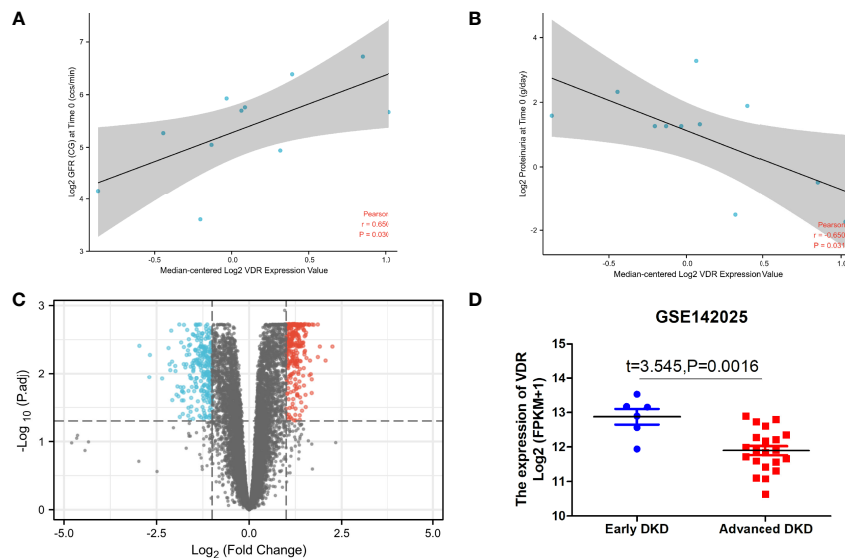 A
Log2 GFR (CG) at Time 0 (ccs/min)
7
6
5
4
3
Pearson
r = 0.650
P = 0.030
-0.5
0.0
0.5
1.0
Median-centered Log2 VDR Expression Value
B
Log2 Proteinuria at Time 0 (g/day)
4
2
0
-2
Pearson
r = -0.650
P = 0.031
-0.5
0.0
0.5
1.0
Median-centered Log2 VDR Expression Value
C
-Log 10 (P.adj)
3
2
1
0
-5.0
-2.5
0.0
2.5
5.0
Log2 (Fold Change)
D
GSE142025
The expression of VDR
Log2 (FPKM+1)
15
14
13
12
11
10
t=3.545,P=0.0016
Early DKD
Advanced DKD